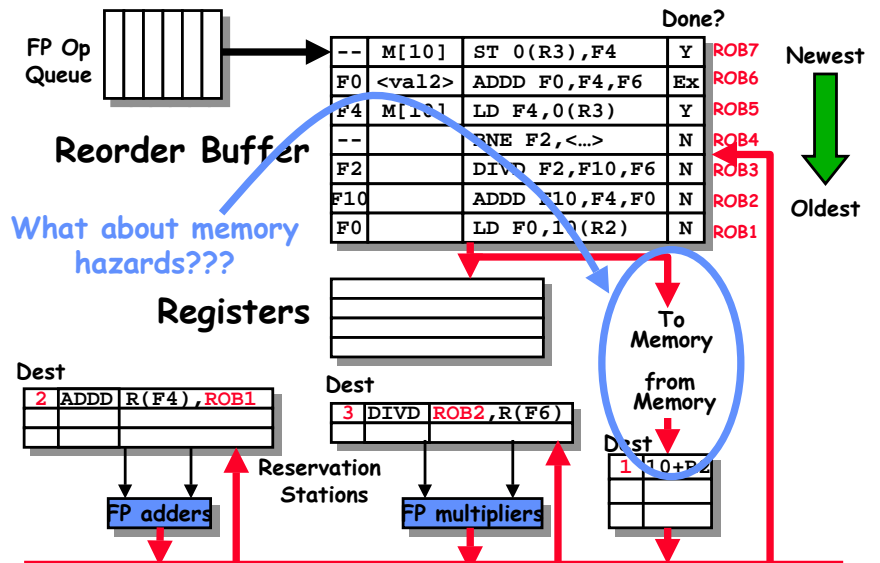 Done?
FP Op
Queue
-- M[10] ST 0(R3),F4 Y ROB7
F0 <val2> ADDD F0,F4,F6 Ex ROB6
F4 M[10] LD F4,0(R3) Y ROB5
-- BNE F2,<…> N ROB4
F2 DIVD F2,F10,F6 N ROB3
F10 ADDD F10,F4,F0 N ROB2
F0 LD F0,10(R2) N ROB1
Newest
Oldest
Reorder Buffer
What about memory
hazards???
Registers
To
Memory
from
Memory
Dest
2 ADDD R(F4),ROB1
Dest
3 DIVD ROB2,R(F6)
Dest
1 10+R2
Reservation
Stations
FP adders
FP multipliers